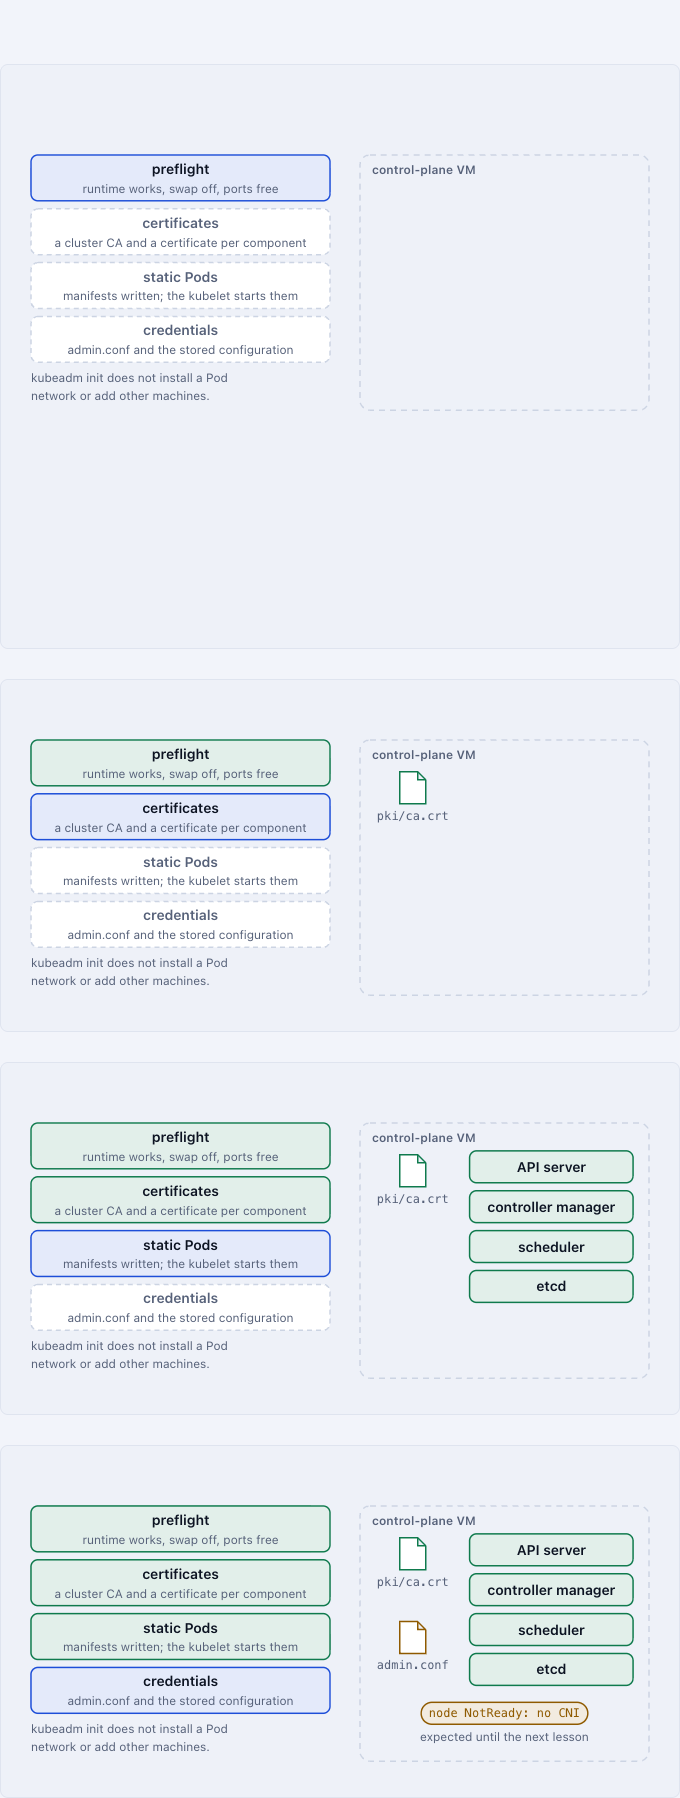 preflight
runtime works, swap off, ports free
certificates
a cluster CA and a certificate per component
static Pods
manifests written; the kubelet starts them
credentials
admin.conf and the stored configuration
kubeadm init does not install a Pod
network or add other machines.
control-plane VM
preflight
runtime works, swap off, ports free
certificates
a cluster CA and a certificate per component
static Pods
manifests written; the kubelet starts them
credentials
admin.conf and the stored configuration
kubeadm init does not install a Pod
network or add other machines.
control-plane VM
pki/ca.crt
preflight
runtime works, swap off, ports free
certificates
a cluster CA and a certificate per component
static Pods
manifests written; the kubelet starts them
credentials
admin.conf and the stored configuration
kubeadm init does not install a Pod
network or add other machines.
control-plane VM
pki/ca.crt
API server
controller manager
scheduler
etcd
preflight
runtime works, swap off, ports free
certificates
a cluster CA and a certificate per component
static Pods
manifests written; the kubelet starts them
credentials
admin.conf and the stored configuration
kubeadm init does not install a Pod
network or add other machines.
control-plane VM
pki/ca.crt
admin.conf
API server
controller manager
scheduler
etcd
node NotReady: no CNI
expected until the next lesson